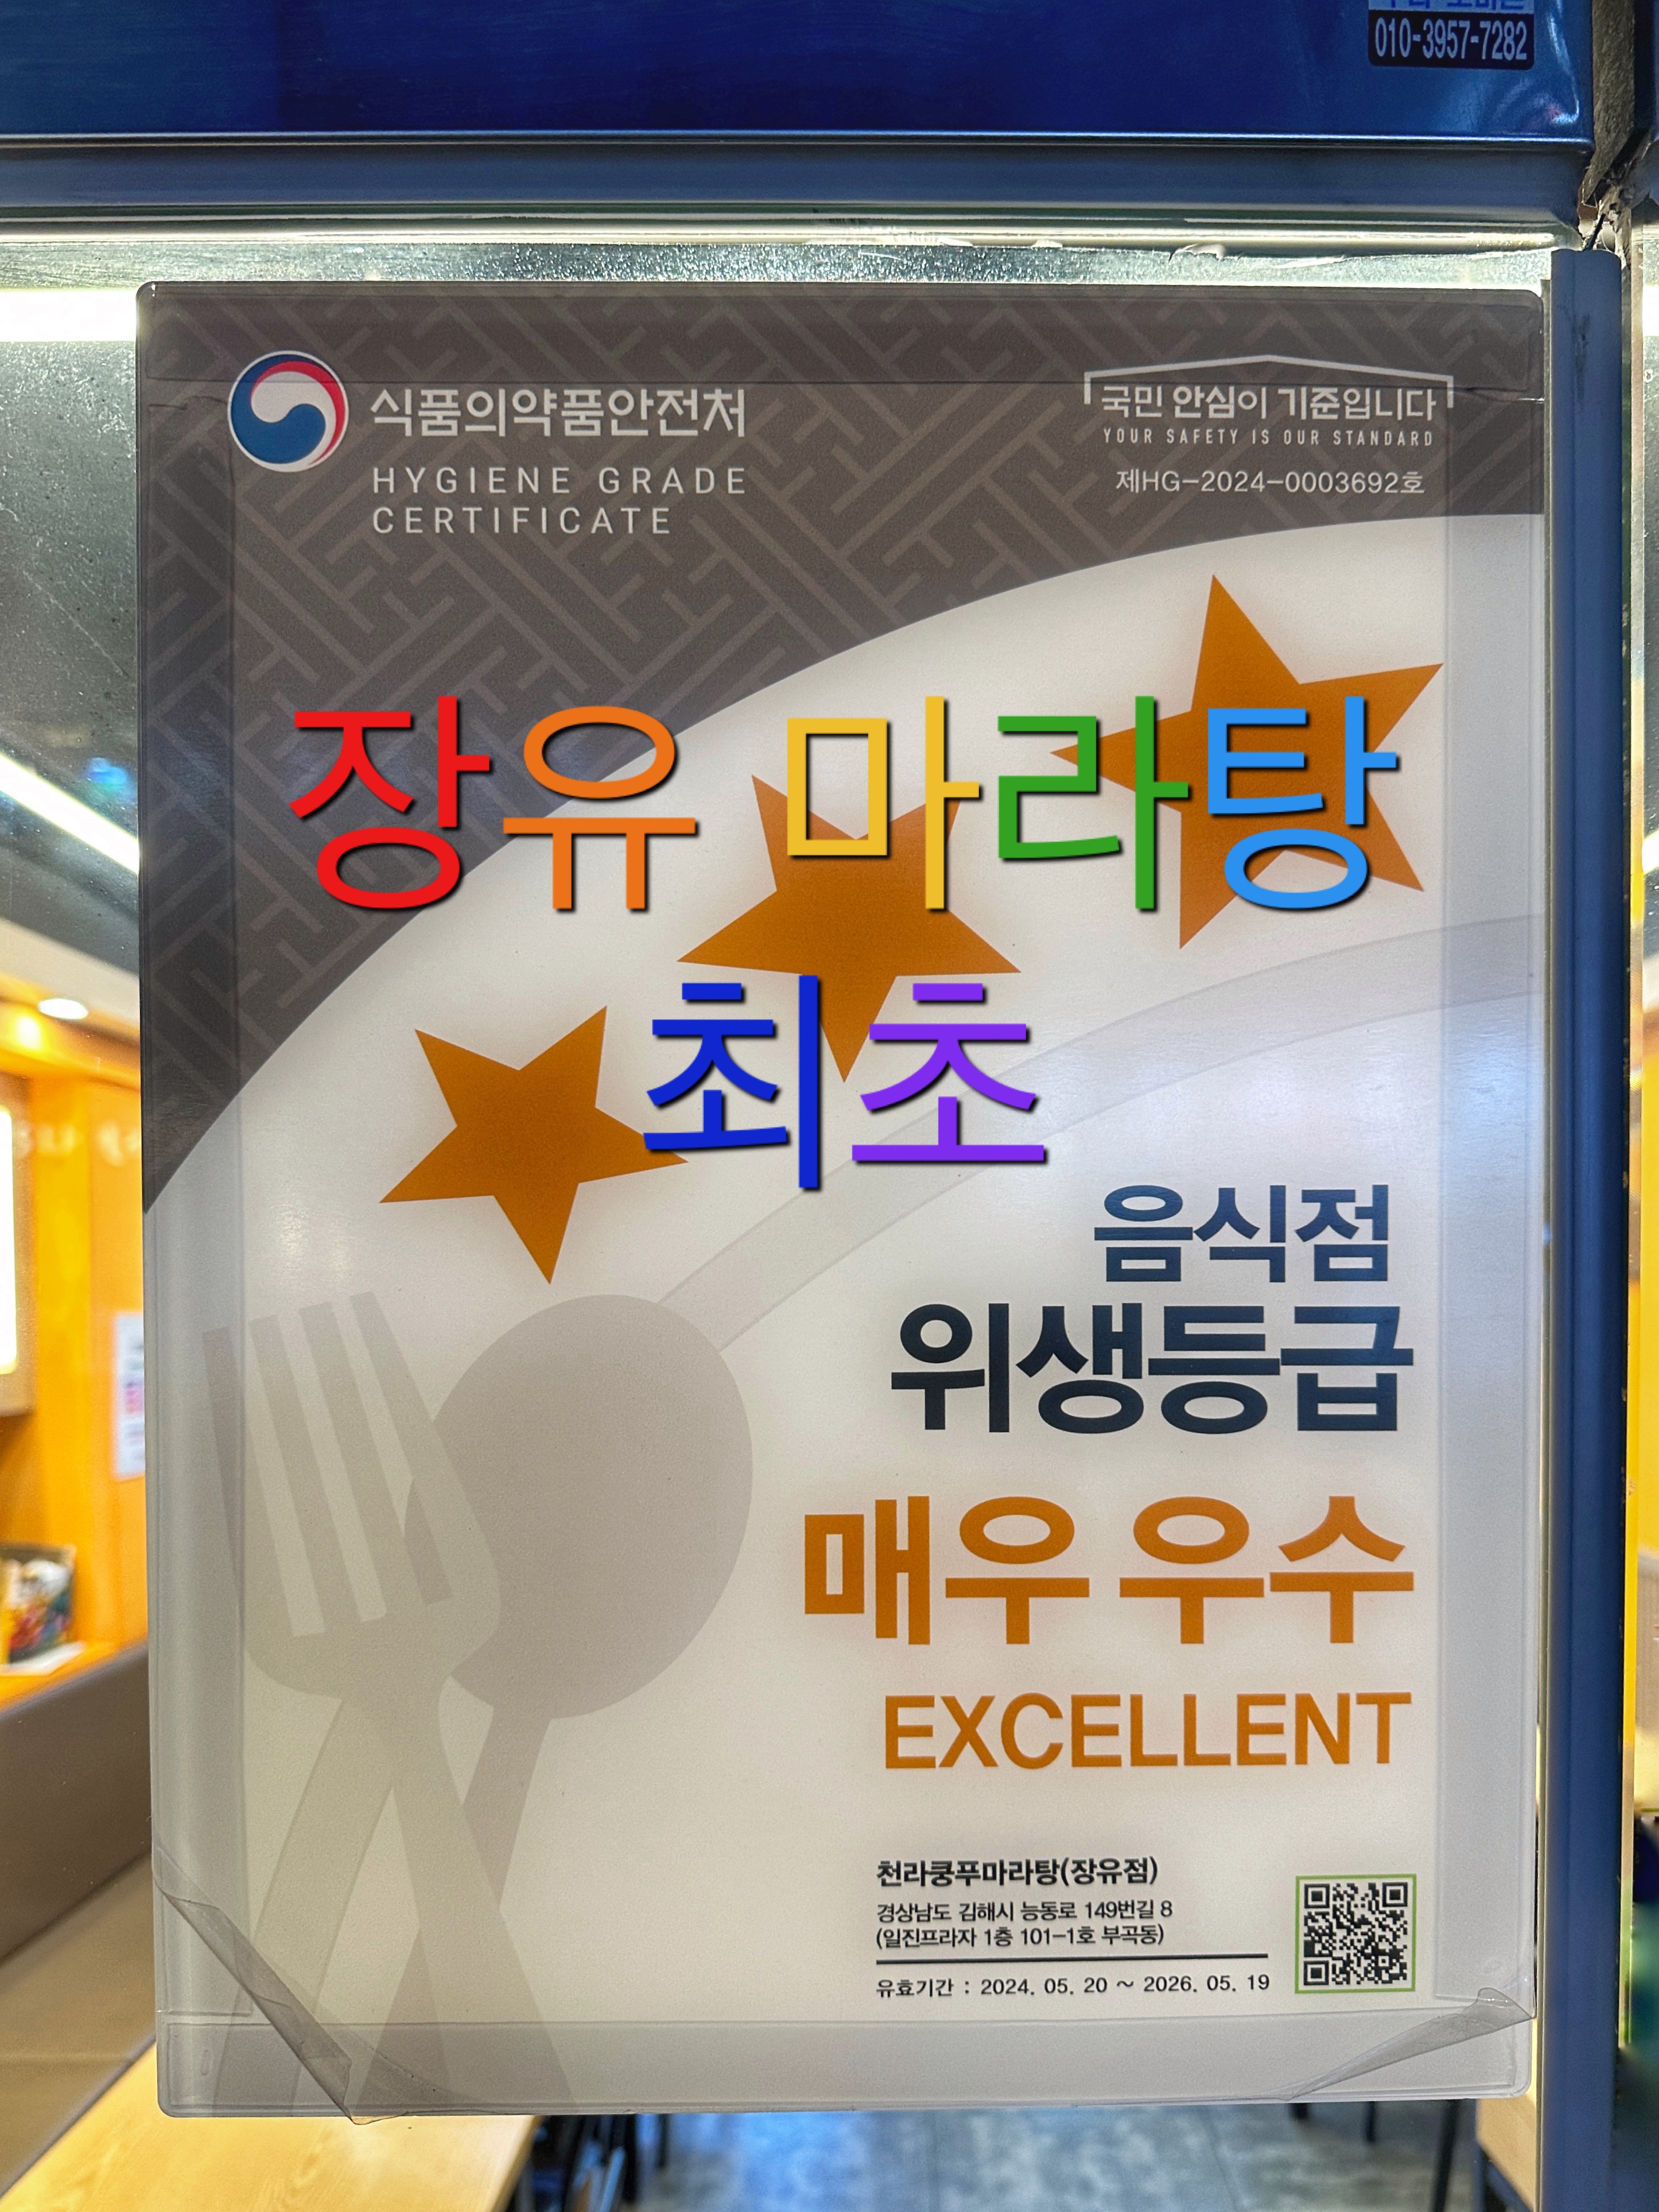 010-3957-7282
식품의약품안전처
HYGIENE GRADE
CERTIFICATE
국민 안심이 기준입니다
YOUR SAFETY IS OUR STANDARD
제HG-2024-0003692호
장유 마라탕
최초
음식점
위생등급
매우 우수
EXCELLENT
천라쿵푸마라탕(장유점)
경상남도 김해시 능동로 149번길 8
(일진프라자 1층 101-1호 부곡동)
유효기간 : 2024. 05. 20 ~ 2026. 05. 19